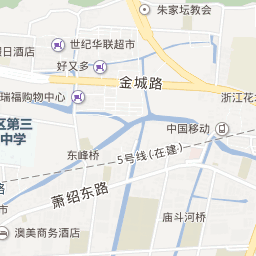 朱家坛教会
世纪华联超市
假日酒店
好又多
金城路
瑞福购物中心
浙江花
区第三
中学
中国移动
东峰桥
5号线(在建)
路
萧绍东路
市
庙斗河桥
澳美商务酒店